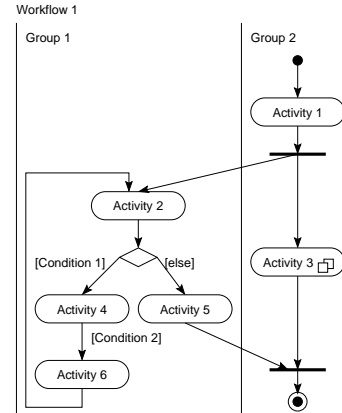 Workflow 1
Group 1
Group 2
Activity 1
Activity 2
[Condition 1]
[else]
Activity 3
Activity 4
Activity 5
[Condition 2]
Activity 6